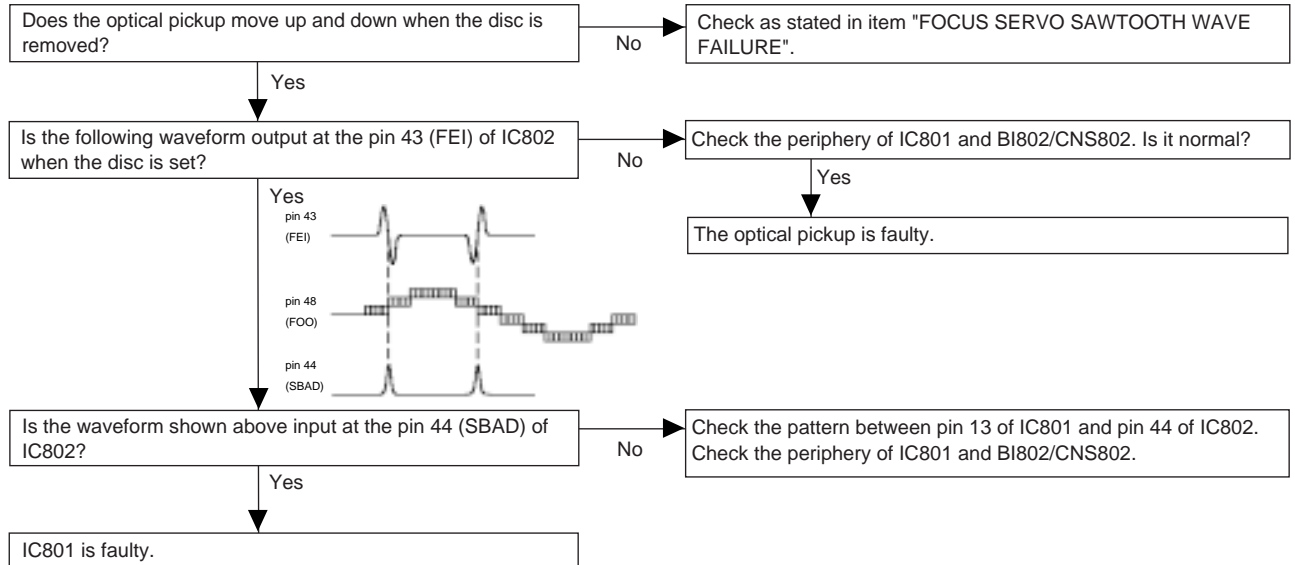 Does the optical pickup move up and down when the disc is
removed?
No
Check as stated in item "FOCUS SERVO SAWTOOTH WAVE
FAILURE".
Yes
Is the following waveform output at the pin 43 (FEI) of IC802
when the disc is set?
No
Check the periphery of IC801 and BI802/CNS802. Is it normal?
Yes
The optical pickup is faulty.
Yes
pin 43
(FEI)
pin 48
(FOO)
pin 44
(SBAD)
Is the waveform shown above input at the pin 44 (SBAD) of
IC802?
No
Check the pattern between pin 13 of IC801 and pin 44 of IC802.
Check the periphery of IC801 and BI802/CNS802.
Yes
IC801 is faulty.